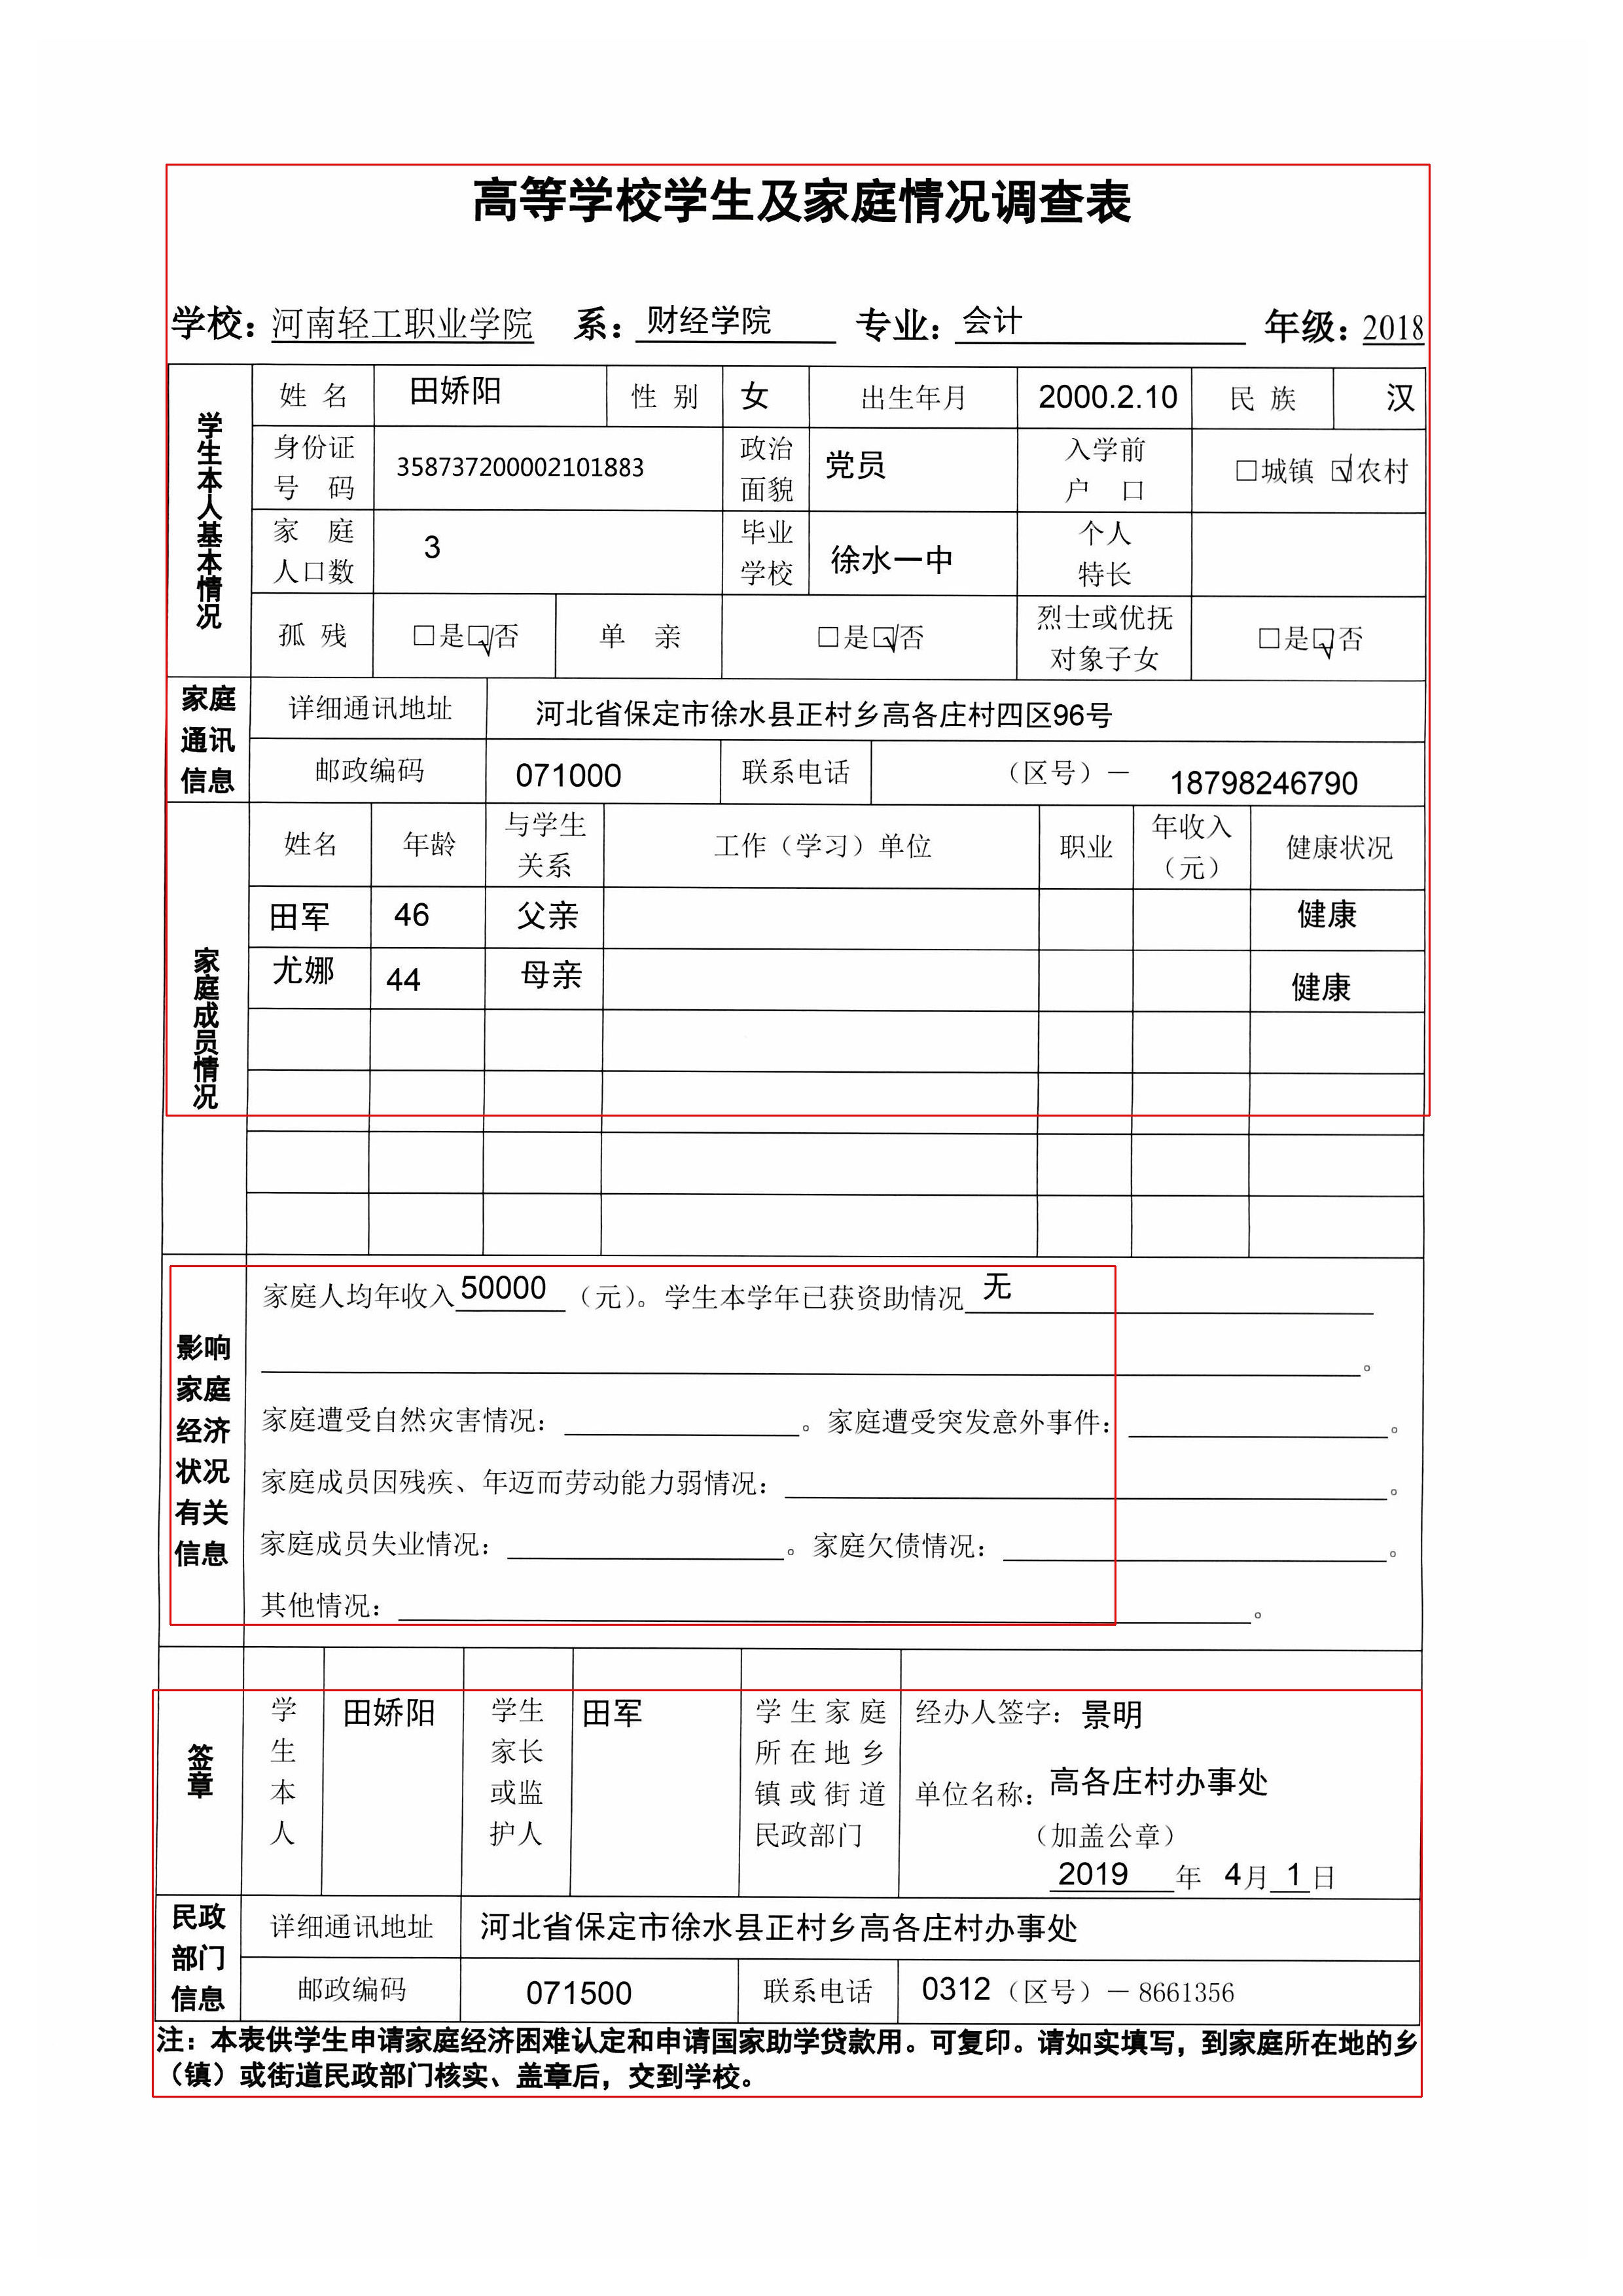 高等学校学生及家庭情况调查表
学校：河南轻工职业学院 系：财经学院 专业：会计 年级：2018
学生本人基本情况
姓 名 田娇阳 性 别 女 出生年月 2000.2.10 民 族 汉
身份证号 码 358737200002101883 政治面貌 党员 入学前户 口 □城镇 ☑农村
家 庭人口数 3 毕业学校 徐水一中 个人特长
孤 残 □是☑否 单 亲 □是☑否 烈士或优抚对象子女 □是☑否
家庭通讯信息
详细通讯地址 河北省保定市徐水县正村乡高各庄村四区96号
邮政编码 071000 联系电话 （区号）－ 18798246790
家庭成员情况
姓名 年龄 与学生关系 工作（学习）单位 职业 年收入（元） 健康状况
田军 46 父亲 健康
尤娜 44 母亲 健康
影响家庭经济状况有关信息
家庭人均年收入50000（元）。学生本学年已获资助情况 无
。
家庭遭受自然灾害情况： 。家庭遭受突发意外事件： 。
家庭成员因残疾、年迈而劳动能力弱情况： 。
家庭成员失业情况： 。家庭欠债情况： 。
其他情况： 。
签章
学生本人 田娇阳 学生家长或监护人 田军 学生家庭所在地乡镇或街道民政部门
经办人签字：景明
单位名称：高各庄村办事处
（加盖公章）
2019 年 4月 1 日
民政部门信息
详细通讯地址 河北省保定市徐水县正村乡高各庄村办事处
邮政编码 071500 联系电话 0312（区号）－8661356
注：本表供学生申请家庭经济困难认定和申请国家助学贷款用。可复印。请如实填写，到家庭所在地的乡
（镇）或街道民政部门核实、盖章后，交到学校。